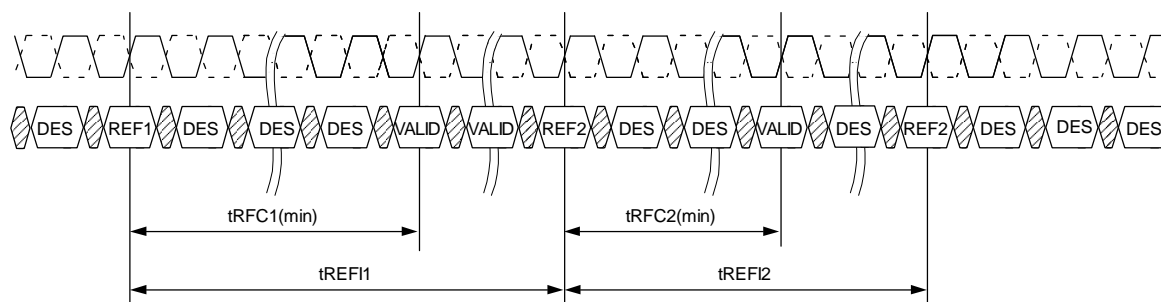 DES REF1 DES DES DES VALID VALID REF2 DES DES VALID DES REF2 DES DES DES
tRFC1(min) tRFC2(min)
tREFI1 tREFI2